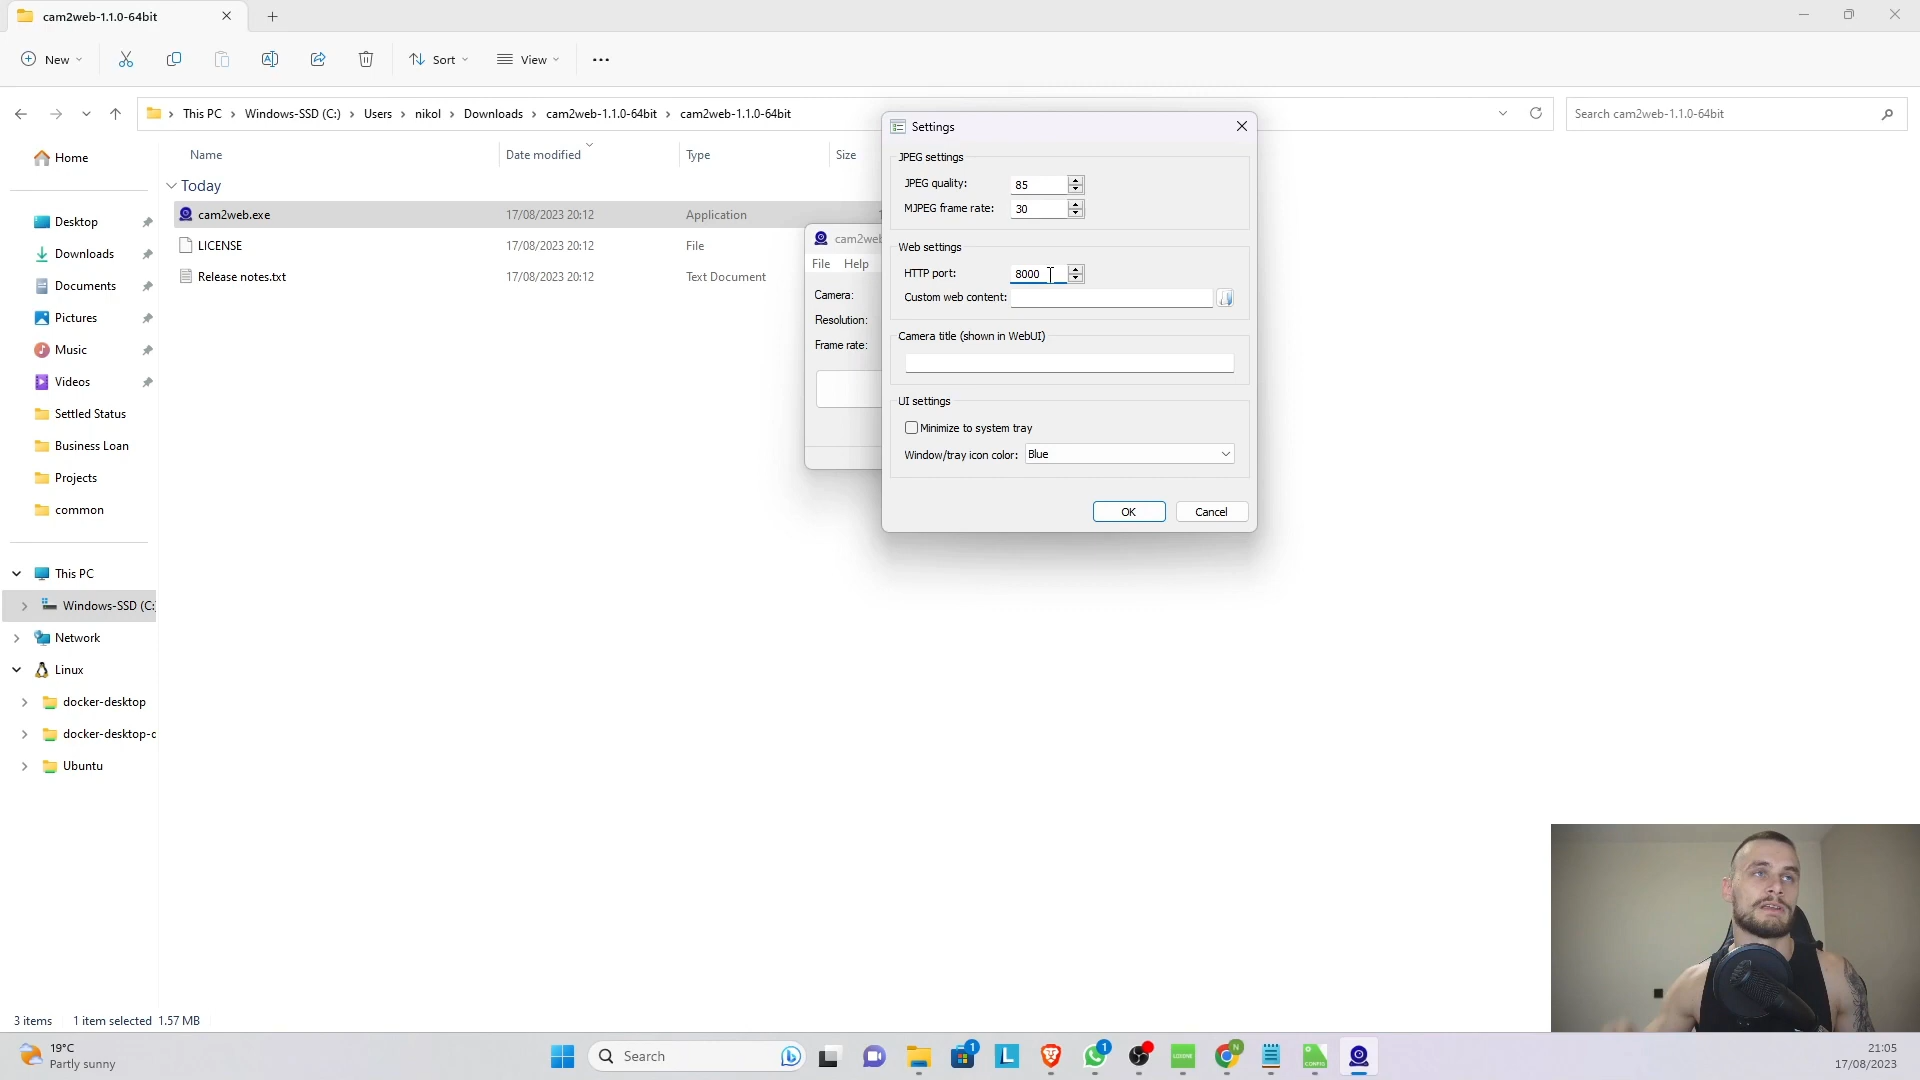 cam2web-1.1.0-64bit
New
Sort
View
This PC
Windows-SSD (C:)
Users
nikol
Downloads
cam2web-1.1.0-64bit
cam2web-1.1.0-64bit
Search cam2web-1.1.0-64bit
Home
Desktop
Downloads
Documents
Pictures
Music
Videos
Settled Status
Business Loan
Projects
common
This PC
Windows-SSD (C:
Network
Linux
docker-desktop
docker-desktop-d
Ubuntu
Name
Date modified
Type
Size
Today
cam2web.exe
17/08/2023 20:12
Application
LICENSE
17/08/2023 20:12
File
Release notes.txt
17/08/2023 20:12
Text Document
cam2web
File
Help
Camera:
Resolution:
Frame rate:
Settings
JPEG settings
JPEG quality:
85
MJPEG frame rate:
30
Web settings
HTTP port:
8000
Custom web content:
Camera title (shown in WebUI)
UI settings
Minimize to system tray
Window/tray icon color:
Blue
OK
Cancel
3 items
1 item selected 1.57 MB
19°C
Partly sunny
Search
L
1
1
LOXONE
N
CONFIG
21:05
17/08/2023